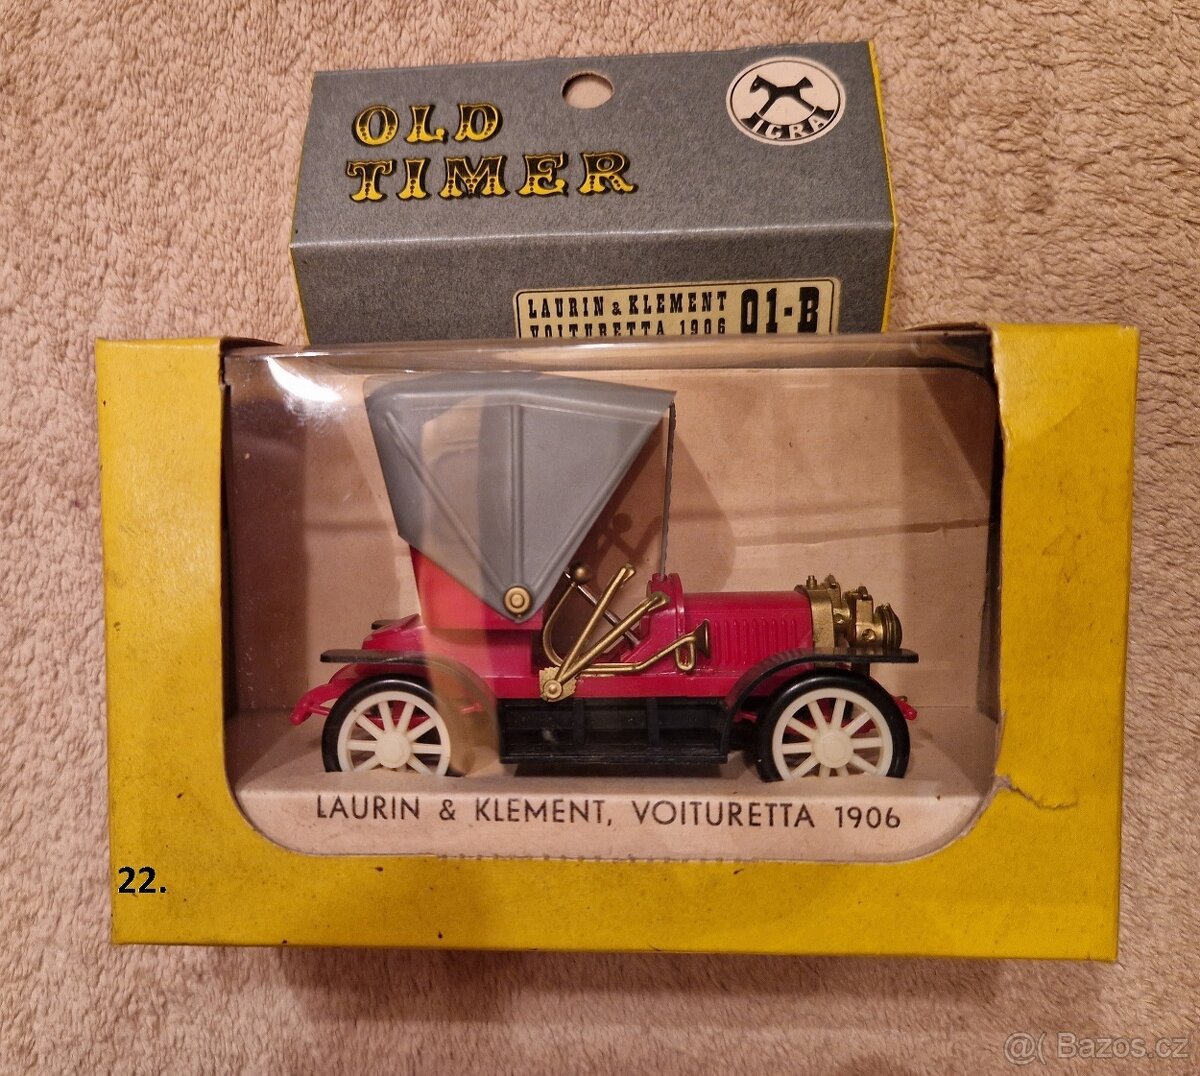 OLD
TIMER
IGRA
LAURIN & KLEMENT
VOITURETTA 1906
01-B
LAURIN & KLEMENT, VOITURETTA 1906
22.
@( Bazos.cz